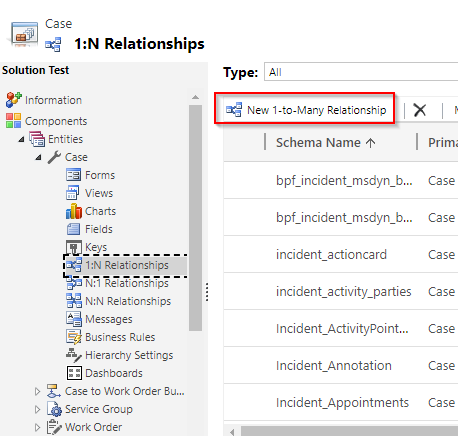 Case
1:N Relationships
Solution Test
Information
Components
Entities
Case
Forms
Views
Charts
Fields
Keys
1:N Relationships
N:1 Relationships
N:N Relationships
Messages
Business Rules
Hierarchy Settings
Dashboards
Case to Work Order Bu...
Service Group
Work Order
Type: All
New 1-to-Many Relationship
Schema Name Prima
bpf_incident_msdyn_b... Case
bpf_incident_msdyn_b... Case
incident_actioncard Case
incident_activity_parties Case
Incident_ActivityPoint... Case
Incident_Annotation Case
Incident_Appointments Case